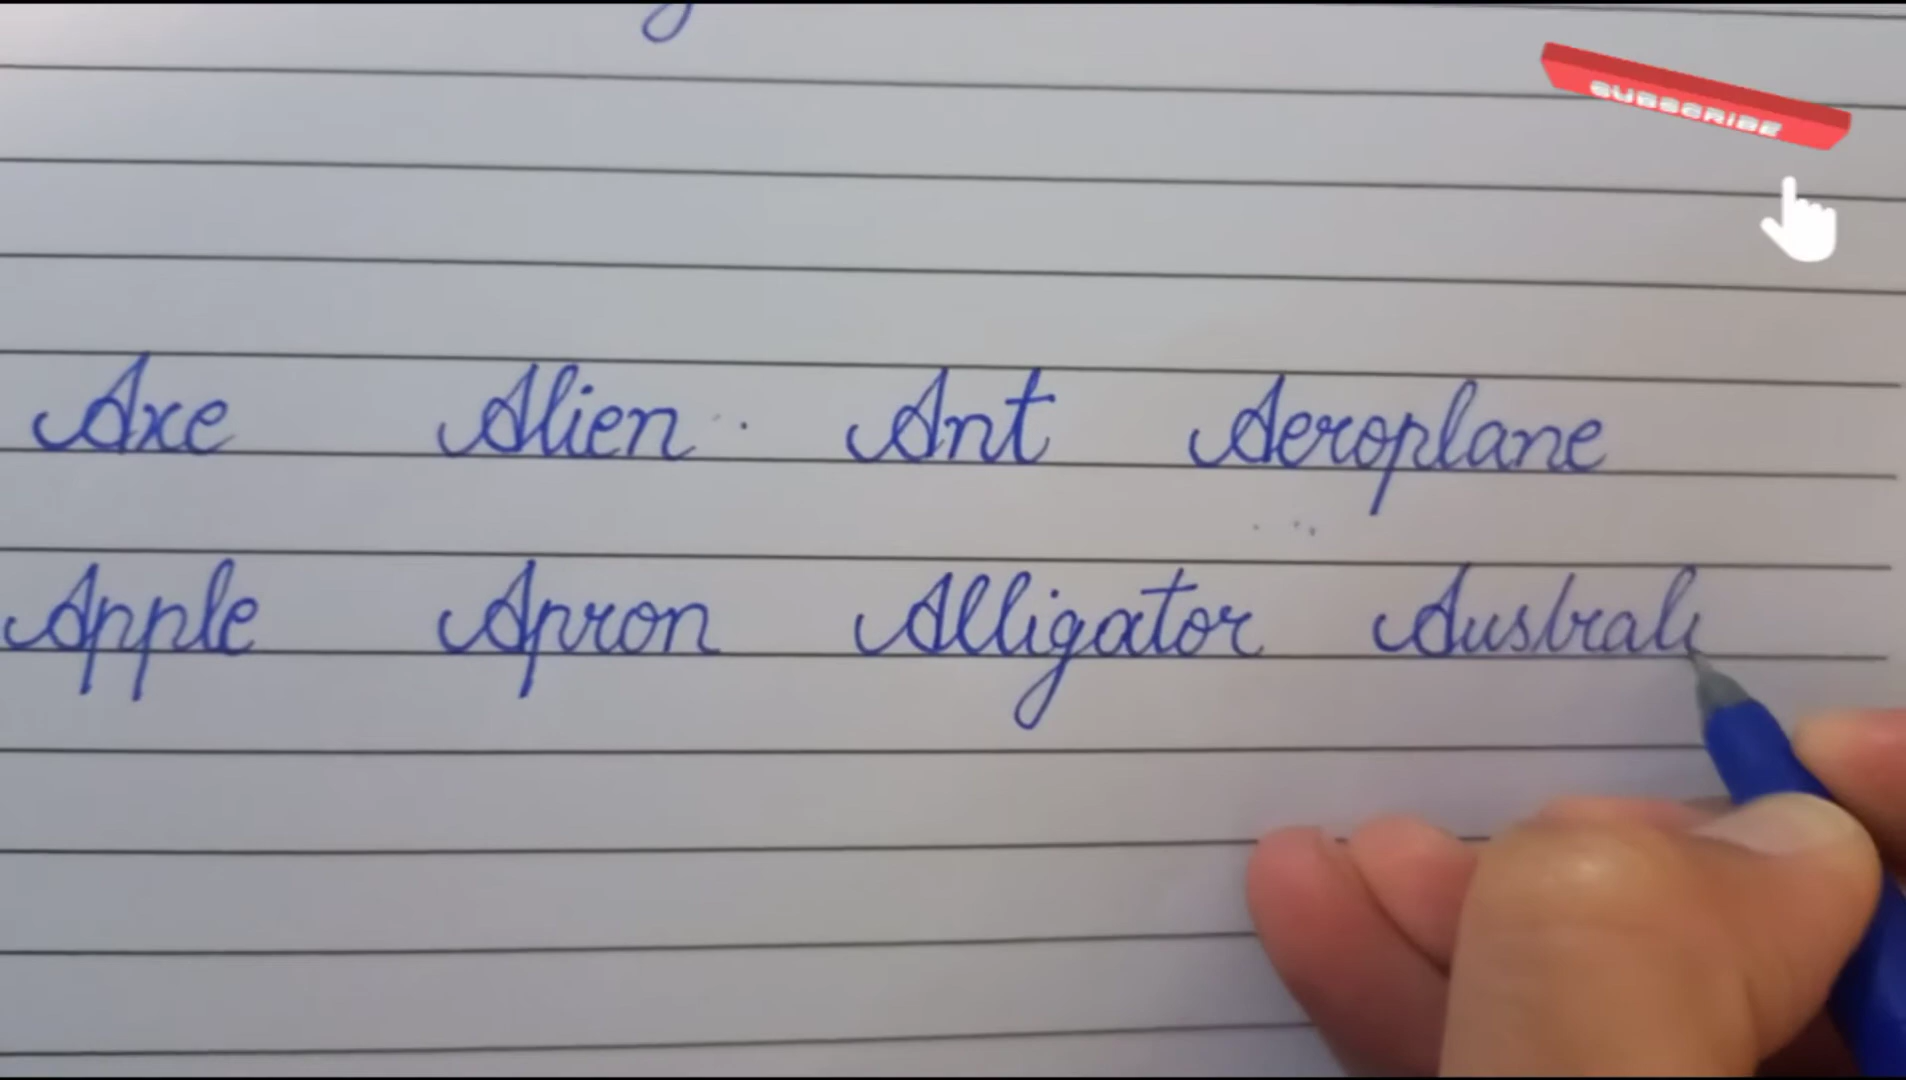 SUBSCRIBE
Axe Alien Ant Aeroplane
Apple Apron Alligator Australi